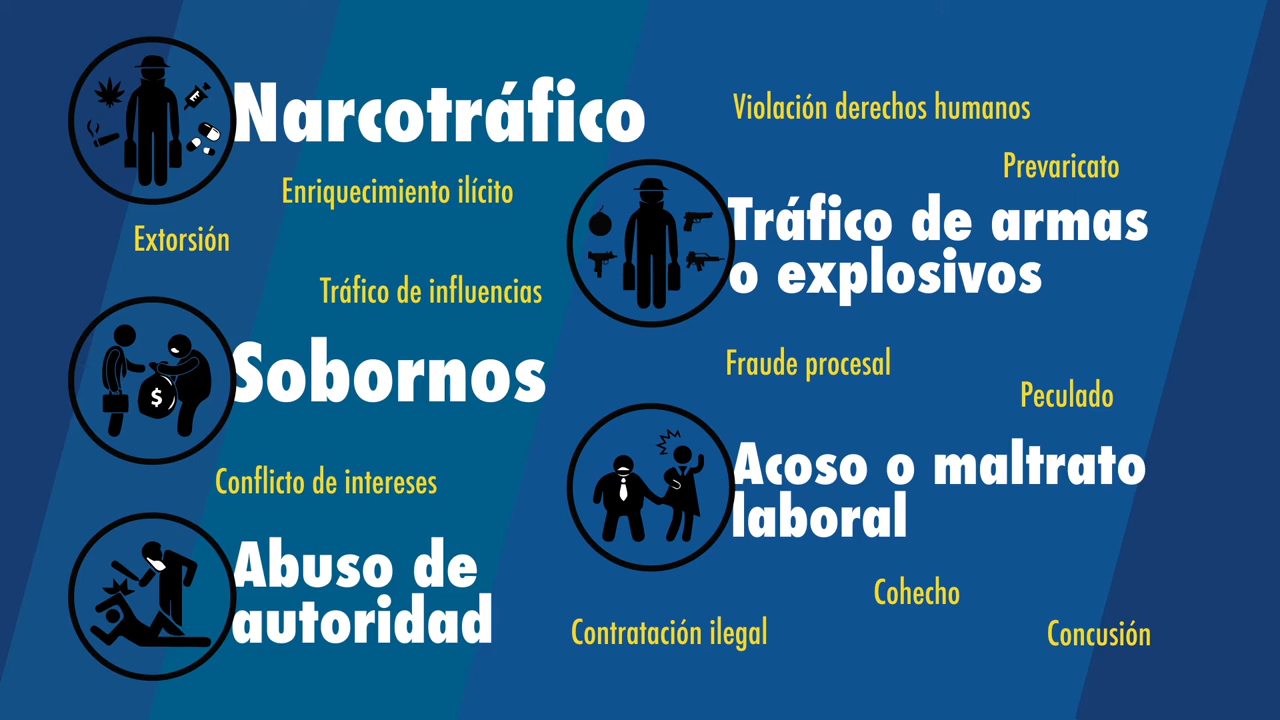 Narcotráfico
Enriquecimiento ilícito
Extorsión
Tráfico de influencias
$
Sobornos
Conflicto de intereses
Abuso de
autoridad
Violación derechos humanos
Prevaricato
Tráfico de armas
o explosivos
Fraude procesal
Peculado
Acoso o maltrato
laboral
Cohecho
Contratación ilegal
Concusión